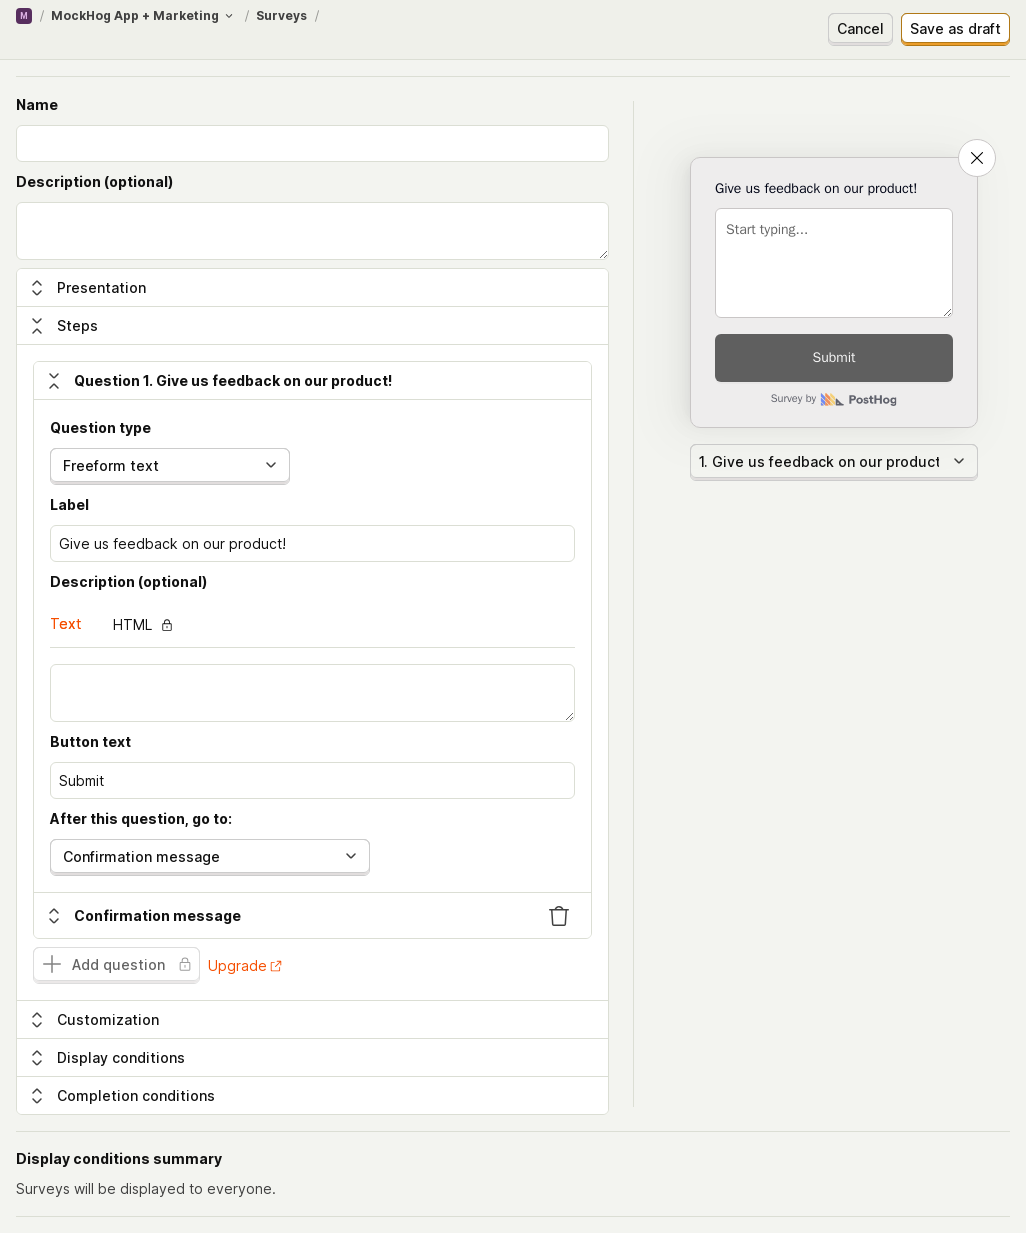 M / MockHog App + Marketing / Surveys /
Cancel
Save as draft
Name
Description (optional)
Presentation
Steps
Question 1. Give us feedback on our product!
Question type
Freeform text
Label
Give us feedback on our product!
Description (optional)
Text HTML
Button text
Submit
After this question, go to:
Confirmation message
Confirmation message
Add question Upgrade
Customization
Display conditions
Completion conditions
Give us feedback on our product!
Start typing...
Submit
Survey by PostHog
1. Give us feedback on our product
Display conditions summary
Surveys will be displayed to everyone.